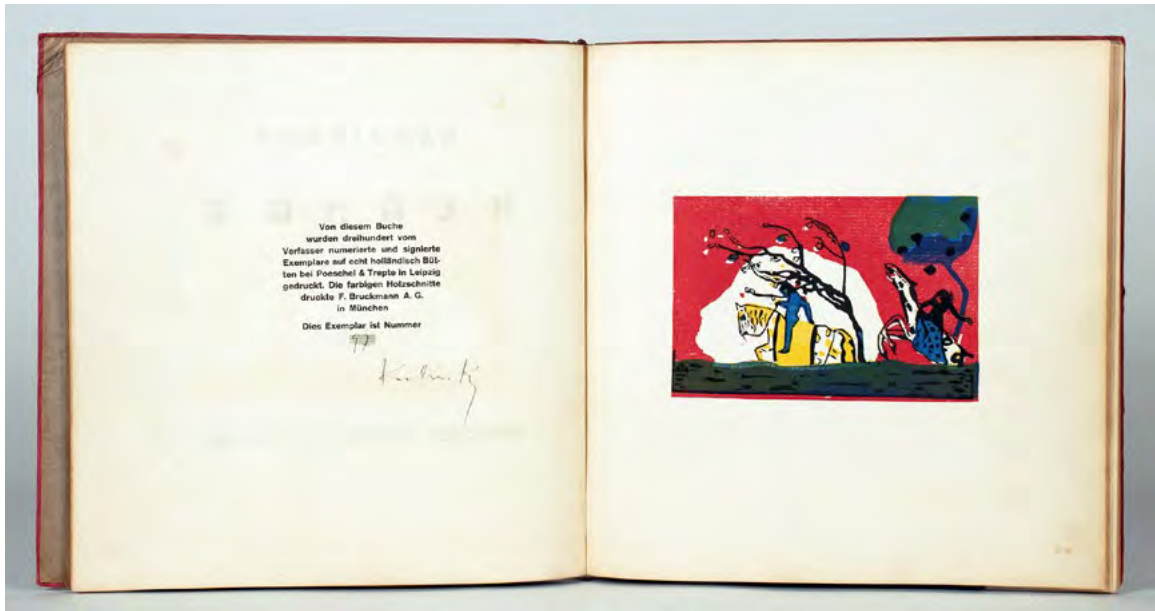 Von diesem Buche
wurden dreihundert vom
Verfasser numerierte und signierte
Exemplare auf echt holländisch Büt-
ten bei Poeschel & Trepte in Leipzig
gedruckt. Die farbigen Holzschnitte
druckte F. Bruckmann A. G.
in München
Dies Exemplar ist Nummer
Kandinsky